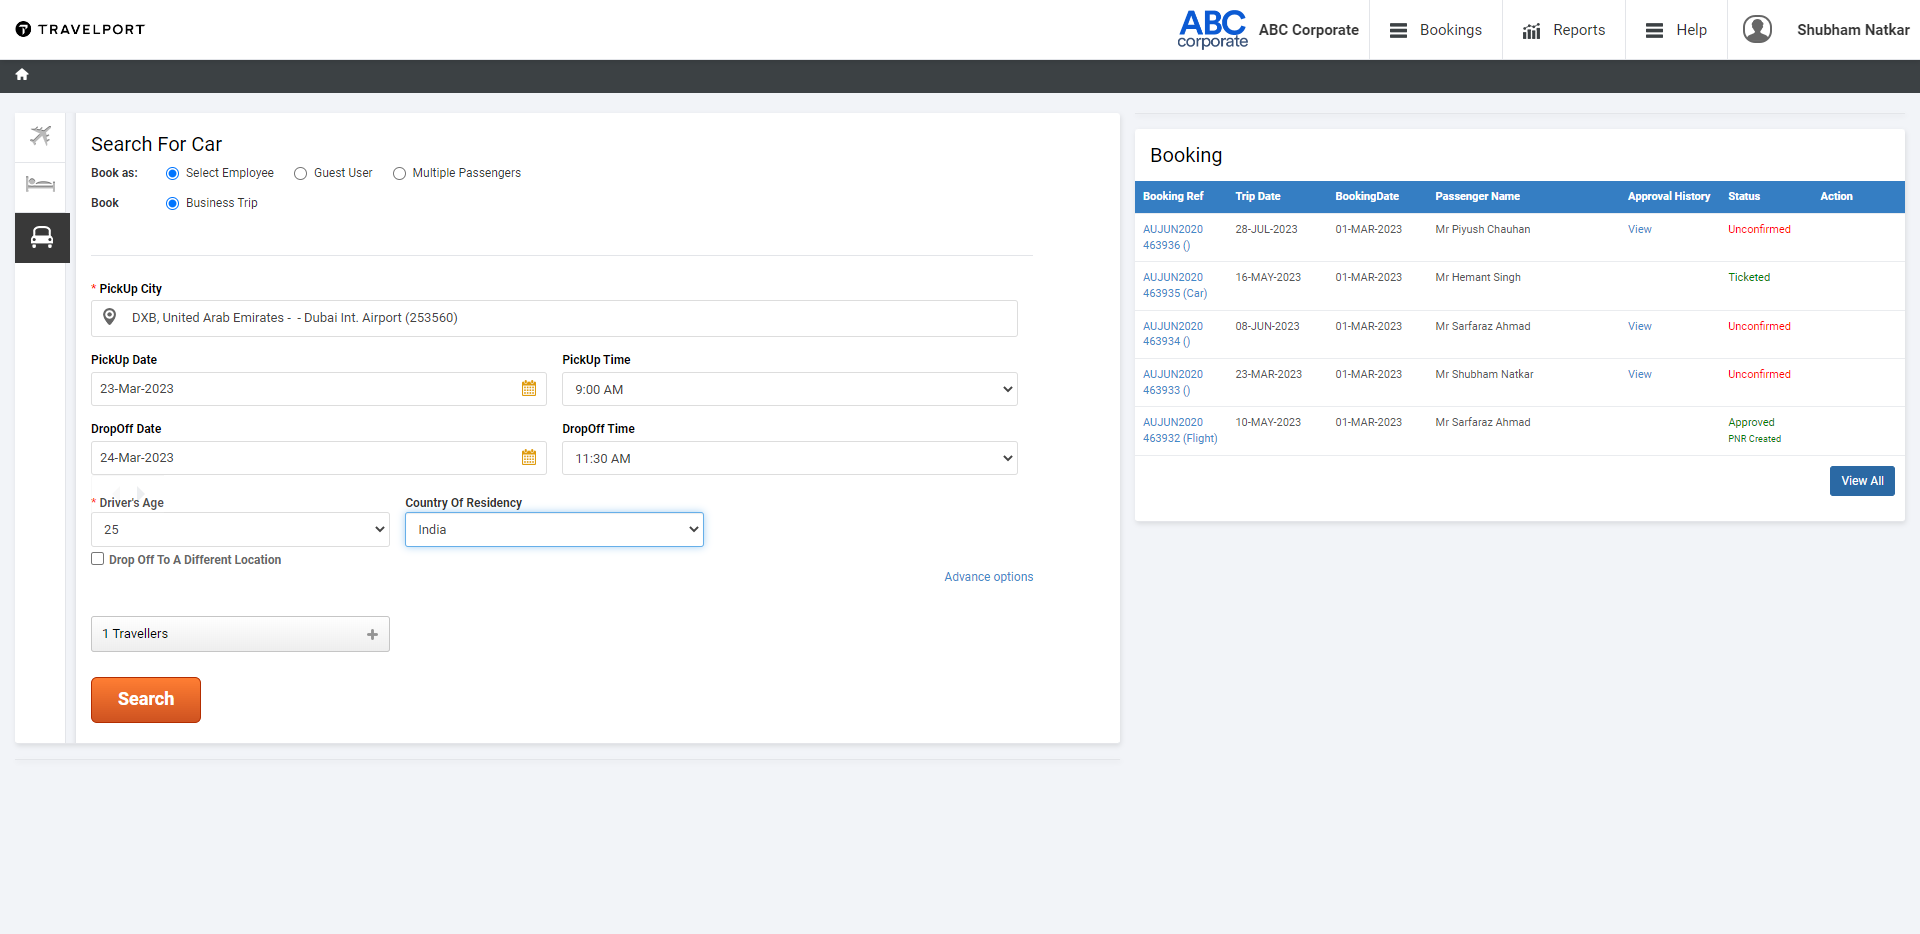 TRAVELPORT
ABC corporate
ABC Corporate
Bookings
Reports
Help
Shubham Natkar
Search For Car
Book as: Select Employee Guest User Multiple Passengers
Book Business Trip
* PickUp City
DXB, United Arab Emirates - - Dubai Int. Airport (253560)
PickUp Date PickUp Time
23-Mar-2023 9:00 AM
DropOff Date DropOff Time
24-Mar-2023 11:30 AM
* Driver's Age Country Of Residency
25 India
Drop Off To A Different Location
Advance options
1 Travellers
Search
Booking
Booking Ref Trip Date BookingDate Passenger Name Approval History Status Action
AUJUN2020 28-JUL-2023 01-MAR-2023 Mr Piyush Chauhan View Unconfirmed
463936 ()
AUJUN2020 16-MAY-2023 01-MAR-2023 Mr Hemant Singh Ticketed
463935 (Car)
AUJUN2020 08-JUN-2023 01-MAR-2023 Mr Sarfaraz Ahmad View Unconfirmed
463934 ()
AUJUN2020 23-MAR-2023 01-MAR-2023 Mr Shubham Natkar View Unconfirmed
463933 ()
AUJUN2020 10-MAY-2023 01-MAR-2023 Mr Sarfaraz Ahmad Approved
463932 (Flight) PNR Created
View All